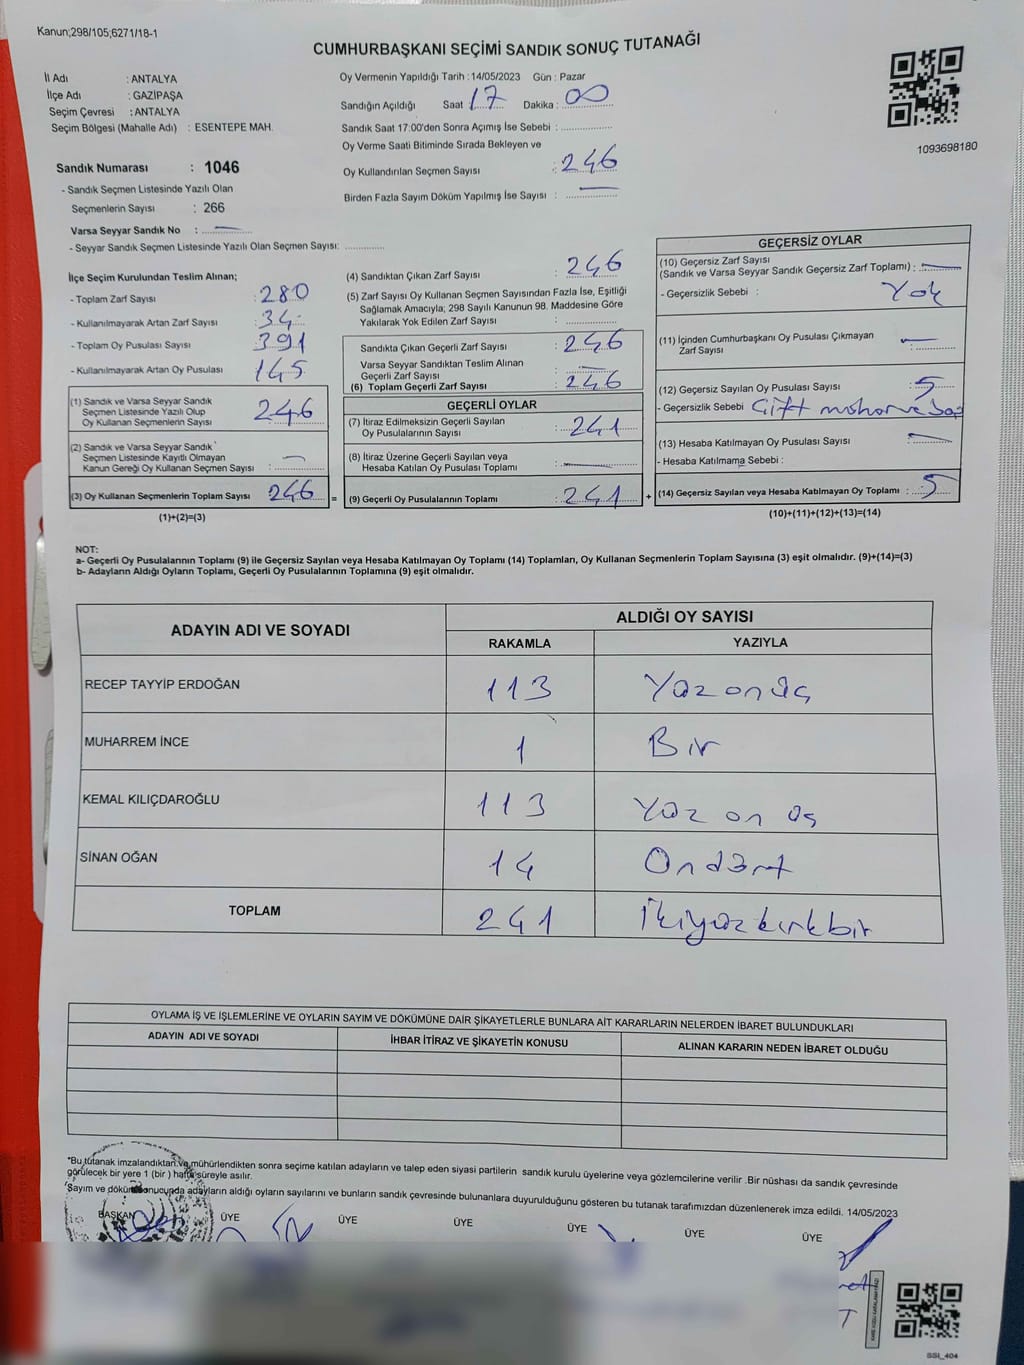 Kanun;298/105;6271/18-1
CUMHURBAŞKANI SEÇİMİ SANDIK SONUÇ TUTANAĞI
İl Adı : ANTALYA
İlçe Adı : GAZİPAŞA
Seçim Çevresi : ANTALYA
Seçim Bölgesi (Mahalle Adı) : ESENTEPE MAH.
Sandık Numarası : 1046
- Sandık Seçmen Listesinde Yazılı Olan
Seçmenlerin Sayısı : 266
Varsa Seyyar Sandık No : —
- Seyyar Sandık Seçmen Listesinde Yazılı Olan Seçmen Sayısı: ............
Oy Vermenin Yapıldığı Tarih : 14/05/2023 Gün : Pazar
Sandığın Açıldığı Saat 17 Dakika : 00
Sandık Saat 17:00'den Sonra Açımış İse Sebebi : ............
Oy Verme Saati Bitiminde Sırada Bekleyen ve
Oy Kullandırılan Seçmen Sayısı : 246
Birden Fazla Sayım Döküm Yapılmış İse Sayısı : —
1093698180
İlçe Seçim Kurulundan Teslim Alınan;
- Toplam Zarf Sayısı : 280
- Kullanılmayarak Artan Zarf Sayısı : 34
- Toplam Oy Pusulası Sayısı : 391
- Kullanılmayarak Artan Oy Pusulası : 145
(1) Sandık ve Varsa Seyyar Sandık
Seçmen Listesinde Yazılı Olup
Oy Kullanan Seçmenlerin Sayısı : 246
(2) Sandık ve Varsa Seyyar Sandık
Seçmen Listesinde Kayıtlı Olmayan
Kanun Gereği Oy Kullanan Seçmen Sayısı : —
(3) Oy Kullanan Seçmenlerin Toplam Sayısı 246 =
(1)+(2)=(3)
(4) Sandıktan Çıkan Zarf Sayısı : 246
(5) Zarf Sayısı Oy Kullanan Seçmen Sayısından Fazla İse, Eşitliği
Sağlamak Amacıyla; 298 Sayılı Kanunun 98. Maddesine Göre
Yakılarak Yok Edilen Zarf Sayısı : ............
Sandıkta Çıkan Geçerli Zarf Sayısı : 246
Varsa Seyyar Sandıktan Teslim Alınan
Geçerli Zarf Sayısı : —
(6) Toplam Geçerli Zarf Sayısı : 246
GEÇERLİ OYLAR
(7) İtiraz Edilmeksizin Geçerli Sayılan
Oy Pusulalarının Sayısı : 241
(8) İtiraz Üzerine Geçerli Sayılan veya
Hesaba Katılan Oy Pusulası Toplamı : —
(9) Geçerli Oy Pusulalarının Toplamı : 241 +
GEÇERSİZ OYLAR
(10) Geçersiz Zarf Sayısı
(Sandık ve Varsa Seyyar Sandık Geçersiz Zarf Toplamı) : —
- Geçersizlik Sebebi : Yok
(11) İçinden Cumhurbaşkanı Oy Pusulası Çıkmayan
Zarf Sayısı : —
(12) Geçersiz Sayılan Oy Pusulası Sayısı : 5
- Geçersizlik Sebebi Çift mühür ve
(13) Hesaba Katılmayan Oy Pusulası Sayısı : —
- Hesaba Katılmama Sebebi :
(14) Geçersiz Sayılan veya Hesaba Katılmayan Oy Toplamı : 5
(10)+(11)+(12)+(13)=(14)
NOT:
a- Geçerli Oy Pusulalarının Toplamı (9) ile Geçersiz Sayılan veya Hesaba Katılmayan Oy Toplamı (14) Toplamları, Oy Kullanan Seçmenlerin Toplam Sayısına (3) eşit olmalıdır. (9)+(14)=(3)
b- Adayların Aldığı Oyların Toplamı, Geçerli Oy Pusulalarının Toplamına (9) eşit olmalıdır.
ADAYIN ADI VE SOYADI ALDIĞI OY SAYISI
RAKAMLA YAZIYLA
RECEP TAYYİP ERDOĞAN 113 Yüz onüç
MUHARREM İNCE 1 Bir
KEMAL KILIÇDAROĞLU 113 Yüz on üç
SİNAN OĞAN 14 Ondört
TOPLAM 241 İkiyüz kırkbir
OYLAMA İŞ VE İŞLEMLERİNE VE OYLARIN SAYIM VE DÖKÜMÜNE DAİR ŞİKAYETLERLE BUNLARA AİT KARARLARIN NELERDEN İBARET BULUNDUKLARI
ADAYIN ADI VE SOYADI İHBAR İTİRAZ VE ŞİKAYETİN KONUSU ALINAN KARARIN NEDEN İBARET OLDUĞU
*Bu tutanak imzalandıktan ve mühürlendikten sonra seçime katılan adayların ve talep eden siyasi partilerin sandık kurulu üyelerine veya gözlemcilerine verilir .Bir nüshası da sandık çevresinde
görülecek bir yere 1 (bir ) hafta süreyle asılır.
*Sayım ve döküm sonucunda adayların aldığı oyların sayılarını ve bunların sandık çevresinde bulunanlara duyurulduğunu gösteren bu tutanak tarafımızdan düzenlenerek imza edildi. 14/05/2023
BAŞKAN ÜYE ÜYE ÜYE ÜYE ÜYE ÜYE
SSI_404